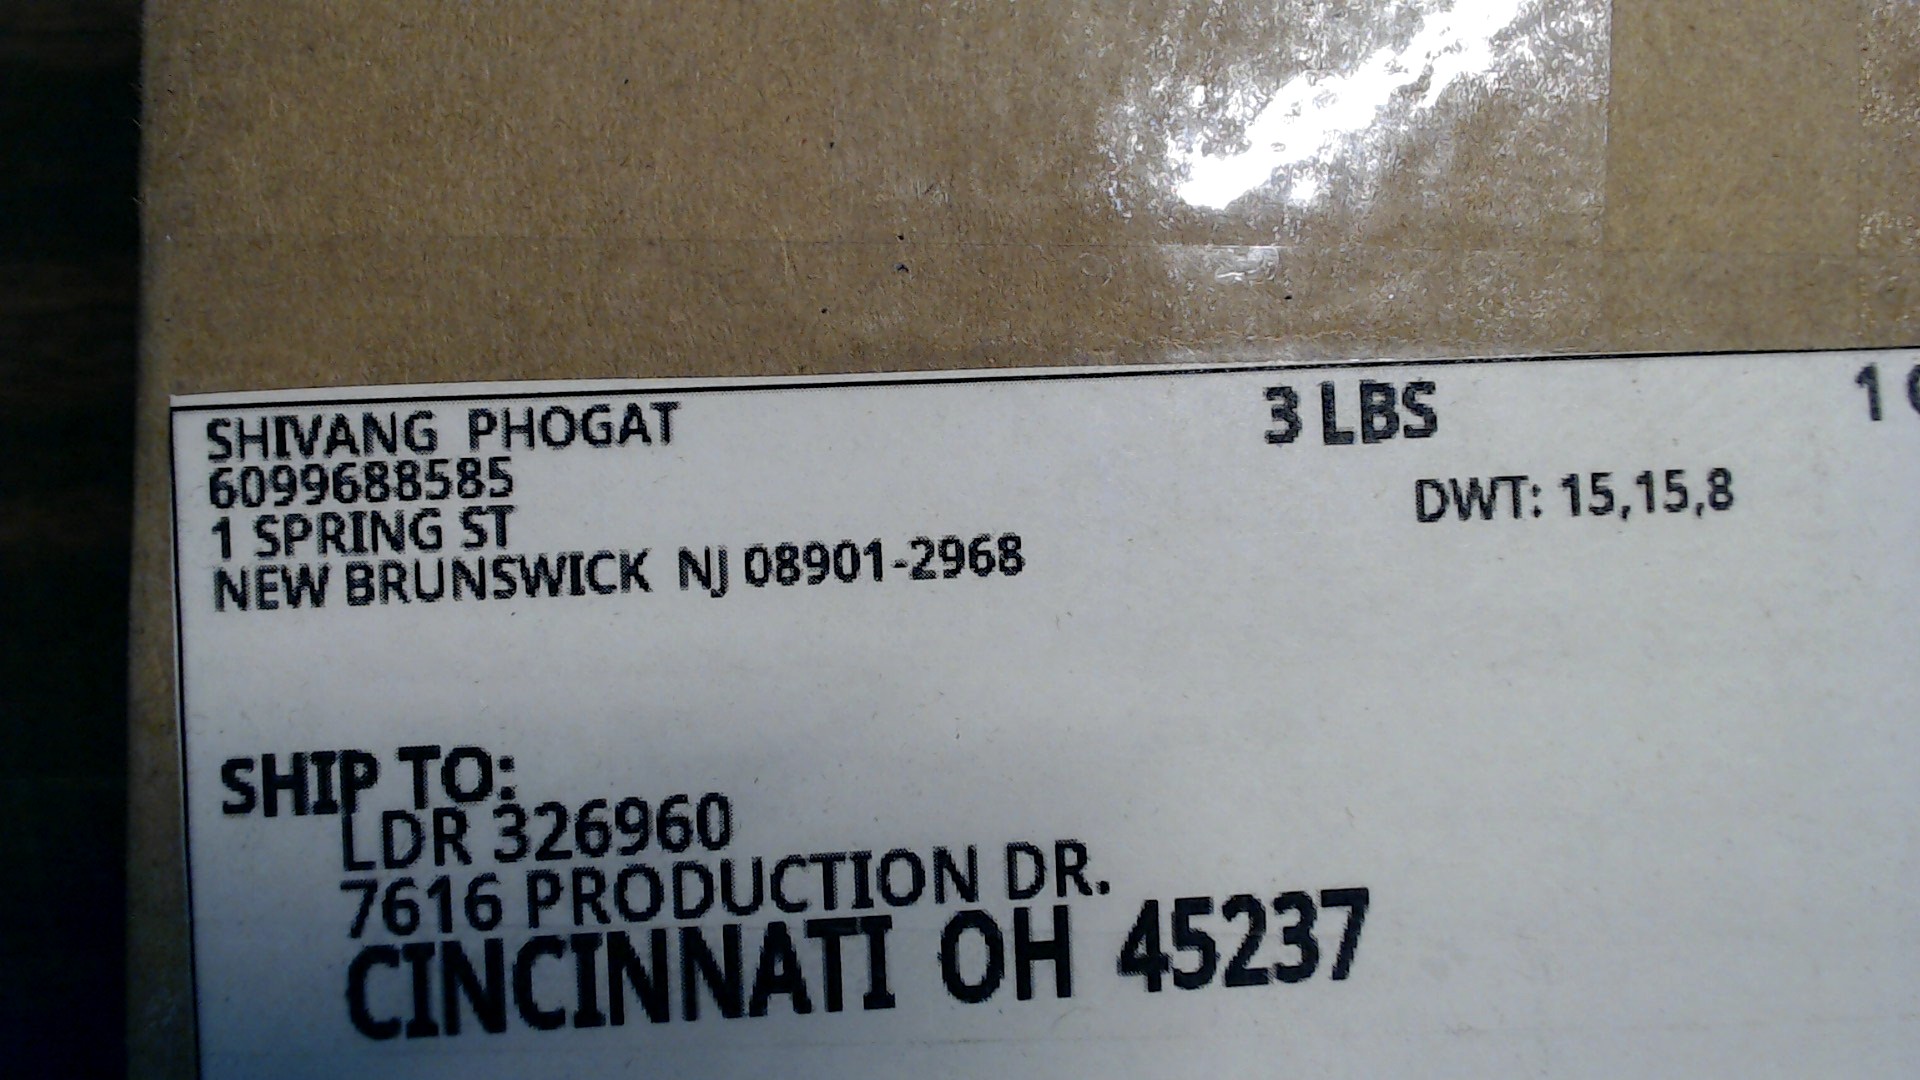 SHIVANG PHOGAT
6099688585
1 SPRING ST
NEW BRUNSWICK NJ 08901-2968
3 LBS
1
DWT: 15,15,8
SHIP TO:
LDR 326960
7616 PRODUCTION DR.
CINCINNATI OH 45237